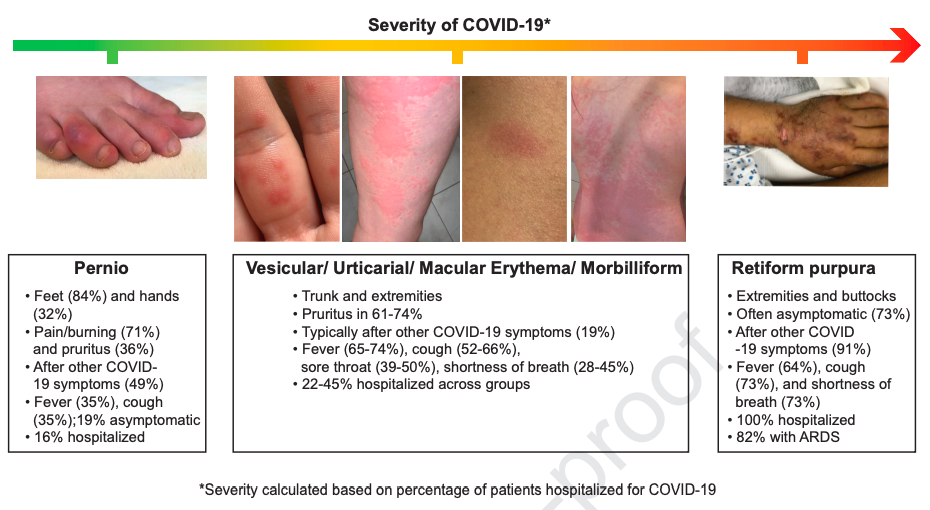 Severity of COVID-19*
Pernio
• Feet (84%) and hands
(32%)
• Pain/burning (71%)
and pruritus (36%)
• After other COVID-
19 symptoms (49%)
• Fever (35%), cough
(35%);19% asymptomatic
• 16% hospitalized
Vesicular/ Urticarial/ Macular Erythema/ Morbilliform
• Trunk and extremities
• Pruritus in 61-74%
• Typically after other COVID-19 symptoms (19%)
• Fever (65-74%), cough (52-66%),
sore throat (39-50%), shortness of breath (28-45%)
• 22-45% hospitalized across groups
Retiform purpura
• Extremities and buttocks
• Often asymptomatic (73%)
• After other COVID
-19 symptoms (91%)
• Fever (64%), cough
(73%), and shortness of
breath (73%)
• 100% hospitalized
• 82% with ARDS
*Severity calculated based on percentage of patients hospitalized for COVID-19
proof